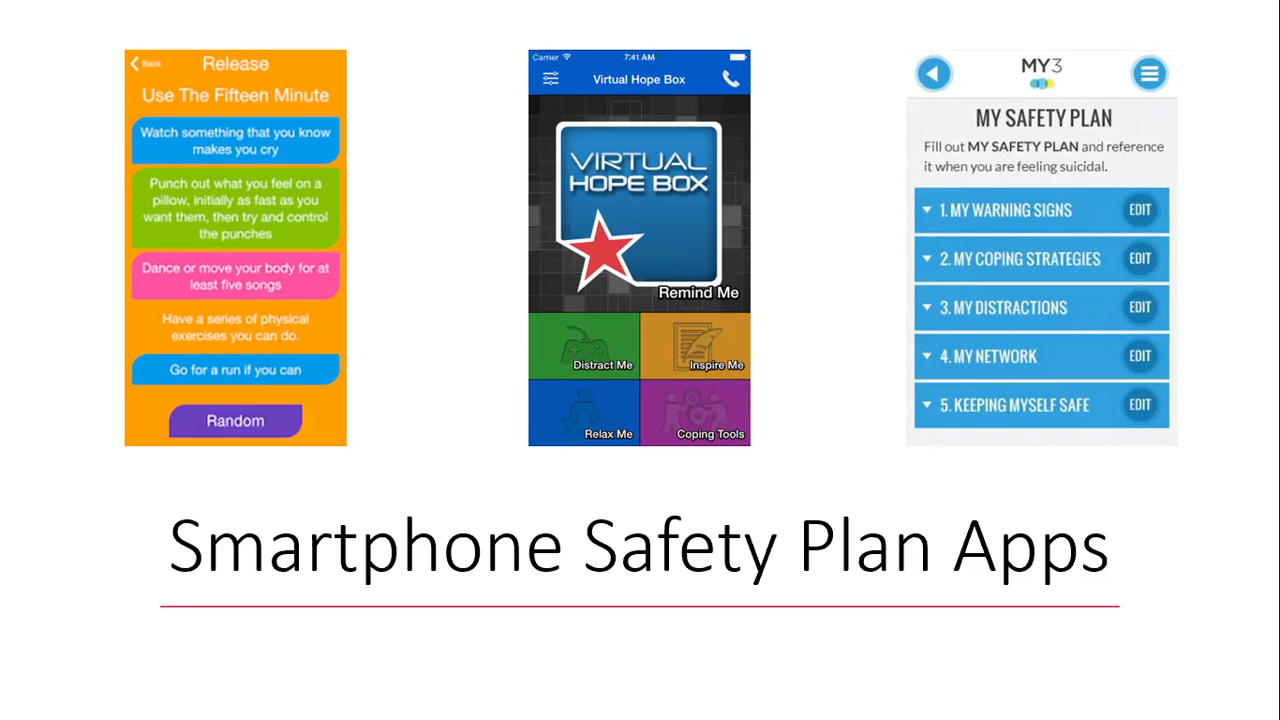 Back
Release
Use The Fifteen Minute
Watch something that you know
makes you cry
Punch out what you feel on a
pillow, initially as fast as you
want them, then try and control
the punches
Dance or move your body for at
least five songs
Have a series of physical
exercises you can do.
Go for a run if you can
Random
Carrier
7:41 AM
Virtual Hope Box
VIRTUAL
HOPE BOX
Remind Me
Distract Me
Inspire Me
Relax Me
Coping Tools
MY3
MY SAFETY PLAN
Fill out MY SAFETY PLAN and reference
it when you are feeling suicidal.
1. MY WARNING SIGNS EDIT
2. MY COPING STRATEGIES EDIT
3. MY DISTRACTIONS EDIT
4. MY NETWORK EDIT
5. KEEPING MYSELF SAFE EDIT
Smartphone Safety Plan Apps